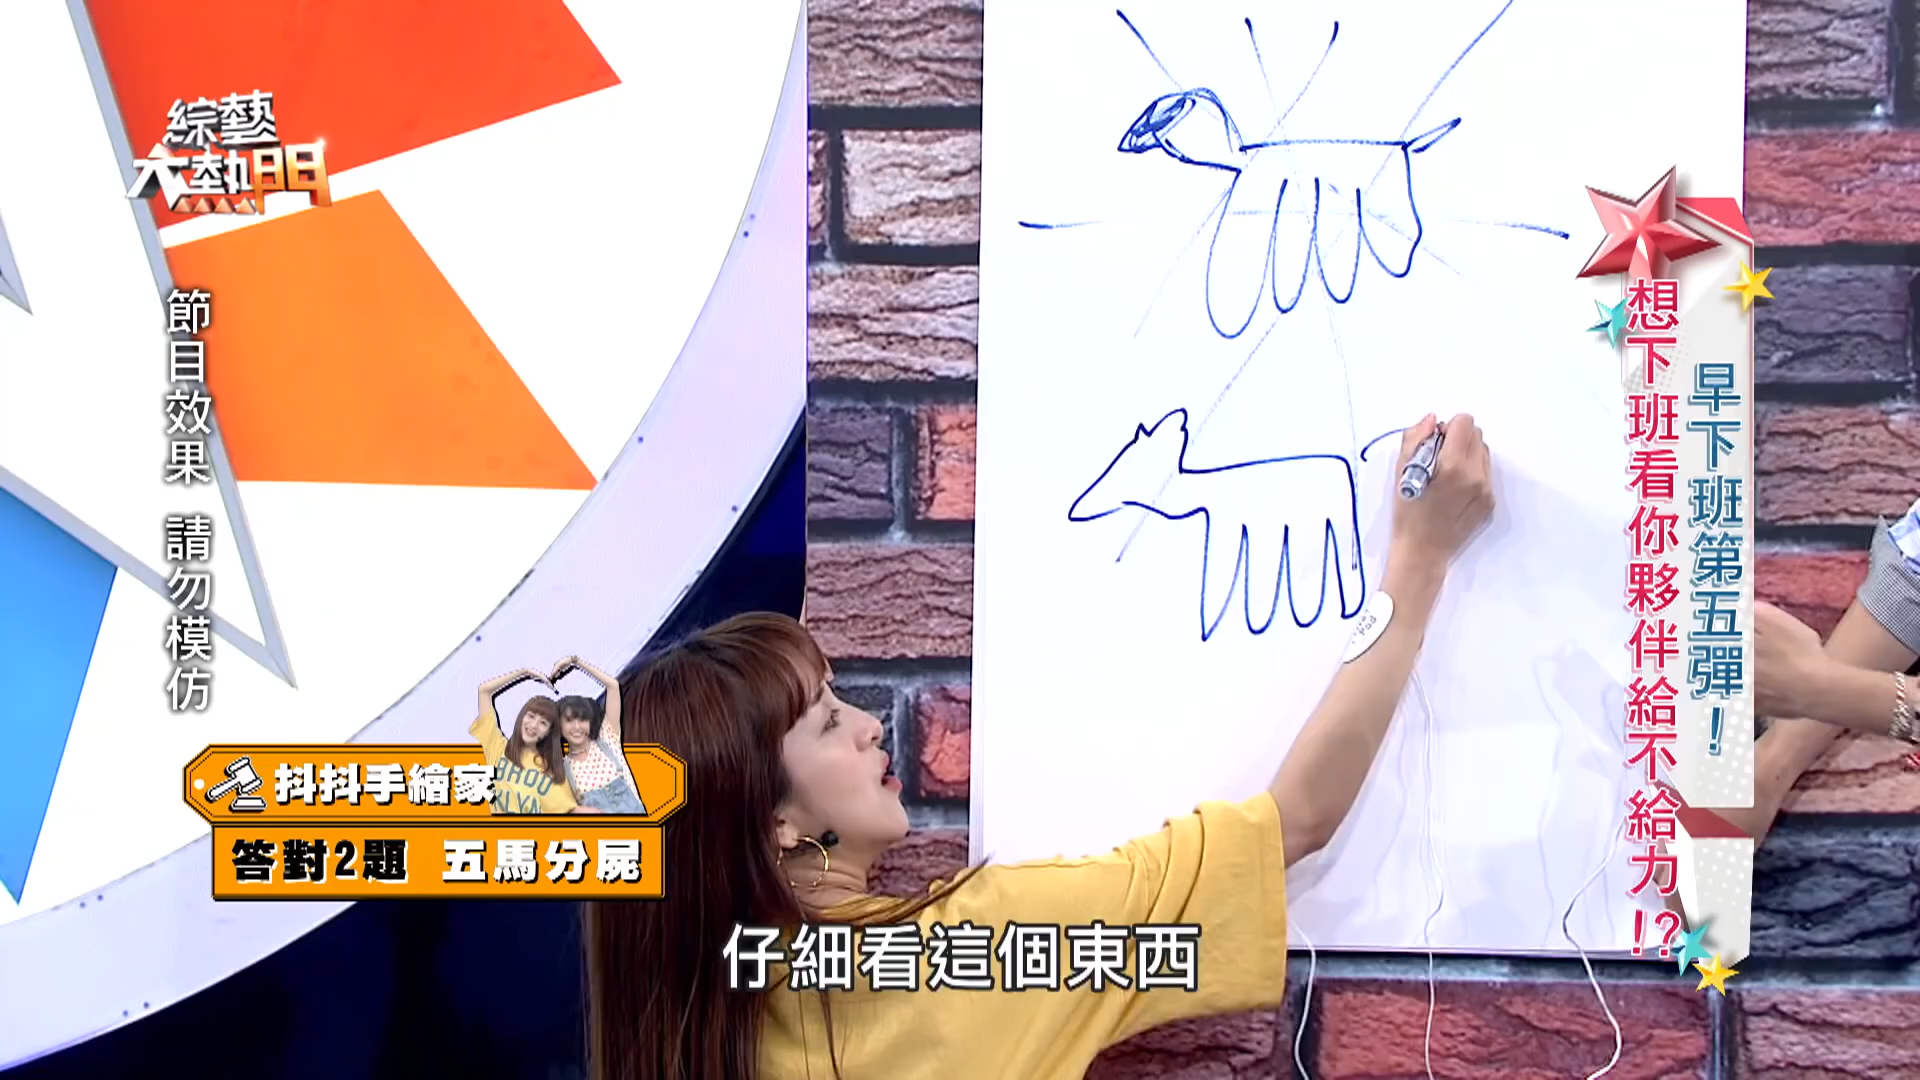 綜藝
大熱門
節目效果 請勿模仿
早下班第五彈！
想下班看你夥伴給不給力！？
抖抖手繪家
答對2題 五馬分屍
仔細看這個東西